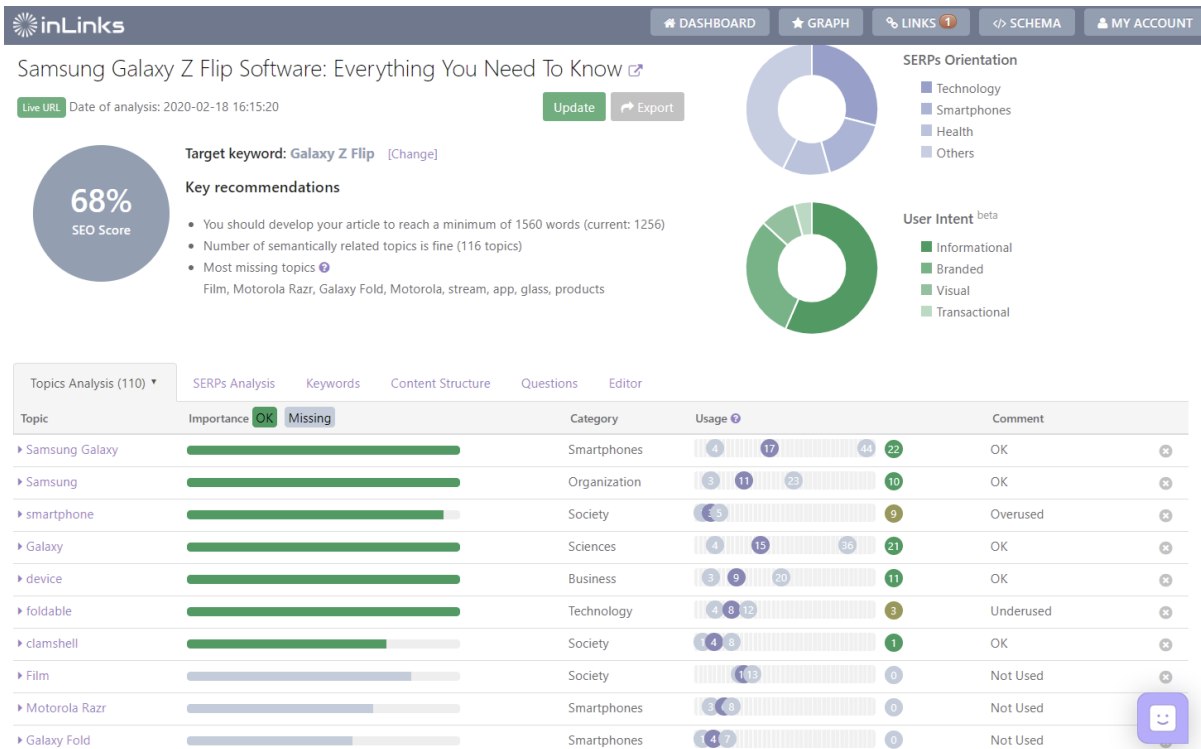 inLinks
DASHBOARD
GRAPH
LINKS 1
</> SCHEMA
MY ACCOUNT
Samsung Galaxy Z Flip Software: Everything You Need To Know
Live URL Date of analysis: 2020-02-18 16:15:20
Update
Export
68%
SEO Score
Target keyword: Galaxy Z Flip [Change]
Key recommendations
• You should develop your article to reach a minimum of 1560 words (current: 1256)
• Number of semantically related topics is fine (116 topics)
• Most missing topics ?
Film, Motorola Razr, Galaxy Fold, Motorola, stream, app, glass, products
SERPs Orientation
Technology
Smartphones
Health
Others
User Intent beta
Informational
Branded
Visual
Transactional
Topics Analysis (110) SERPs Analysis Keywords Content Structure Questions Editor
Topic Importance OK Missing Category Usage ? Comment
Samsung Galaxy Smartphones 4 17 44 22 OK
Samsung Organization 3 11 23 10 OK
smartphone Society 3 5 9 Overused
Galaxy Sciences 4 15 36 21 OK
device Business 3 9 20 11 OK
foldable Technology 4 8 12 3 Underused
clamshell Society 1 4 8 1 OK
Film Society 13 0 Not Used
Motorola Razr Smartphones 3 8 0 Not Used
Galaxy Fold Smartphones 1 4 7 0 Not Used